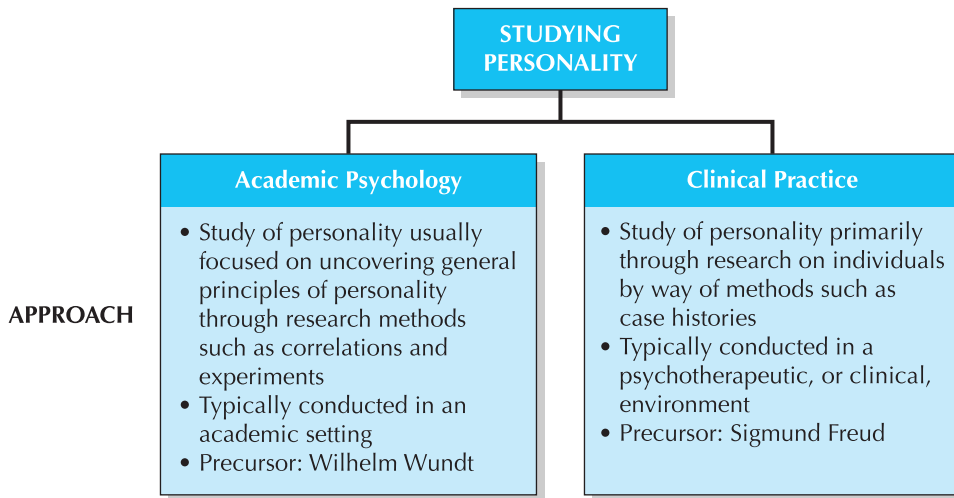 STUDYING
PERSONALITY
Academic Psychology
• Study of personality usually
focused on uncovering general
principles of personality
through research methods
such as correlations and
experiments
• Typically conducted in an
academic setting
• Precursor: Wilhelm Wundt
Clinical Practice
• Study of personality primarily
through research on individuals
by way of methods such as
case histories
• Typically conducted in a
psychotherapeutic, or clinical,
environment
• Precursor: Sigmund Freud
APPROACH